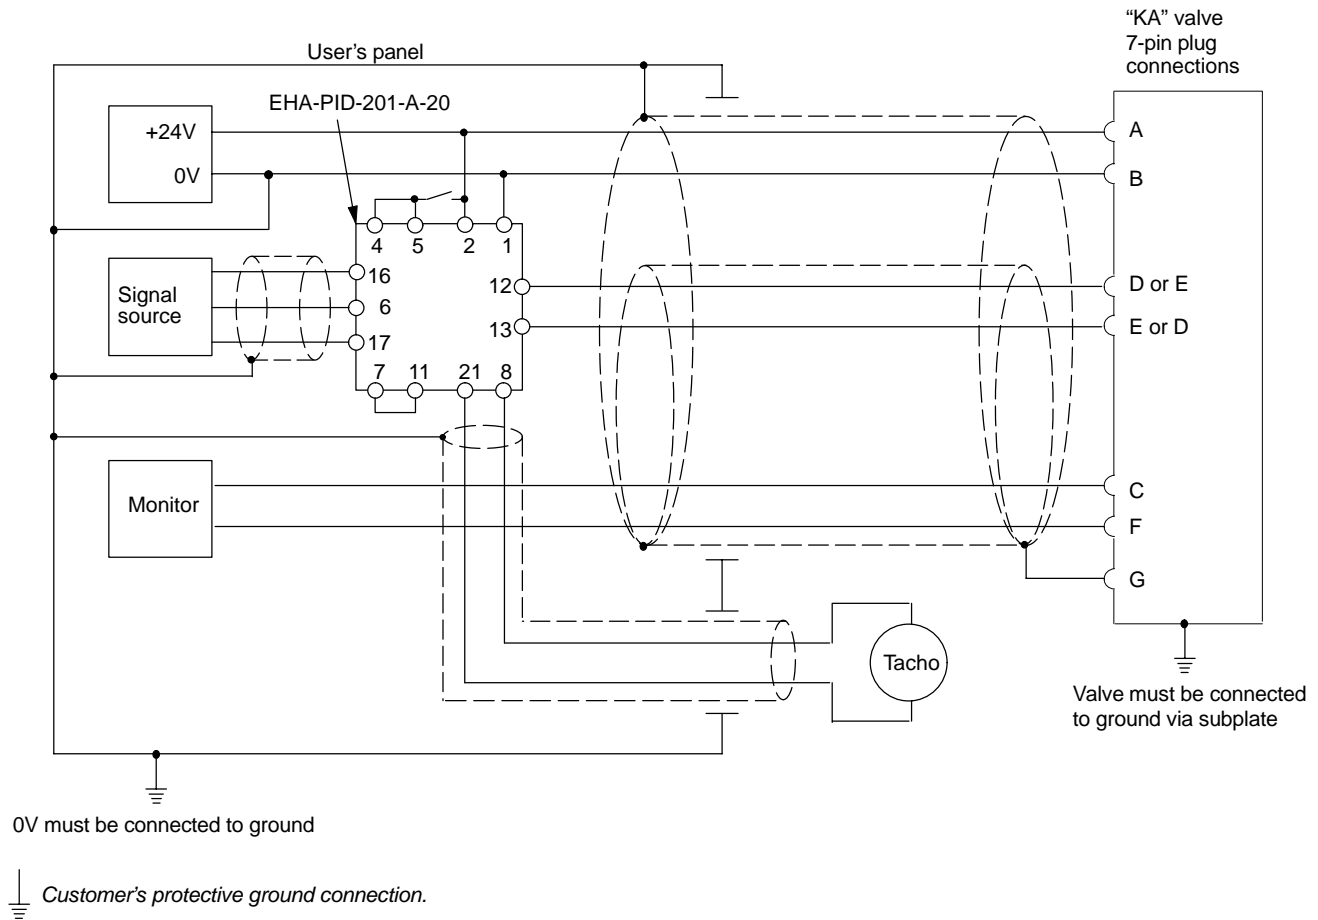 “KA” valve
7-pin plug
connections
User’s panel
EHA-PID-201-A-20
+24V
0V
A
B
4 5 2 1
16
6
17
12
13
7 11 21 8
Signal
source
D or E
E or D
Monitor
C
F
G
Tacho
Valve must be connected
to ground via subplate
0V must be connected to ground
Customer’s protective ground connection.